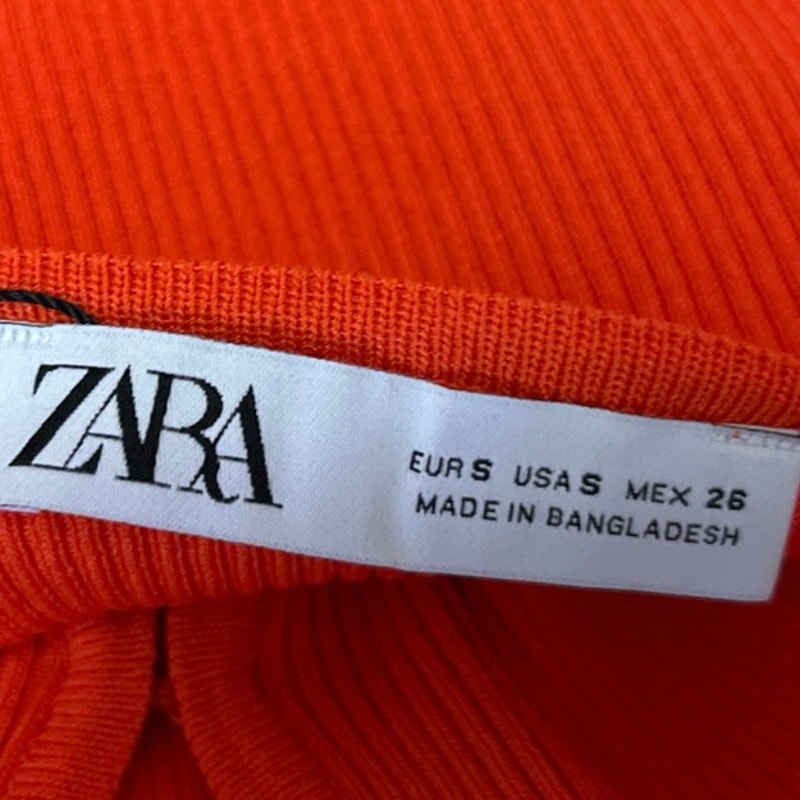 ZARA
EUR S USA S MEX 26
MADE IN BANGLADESH